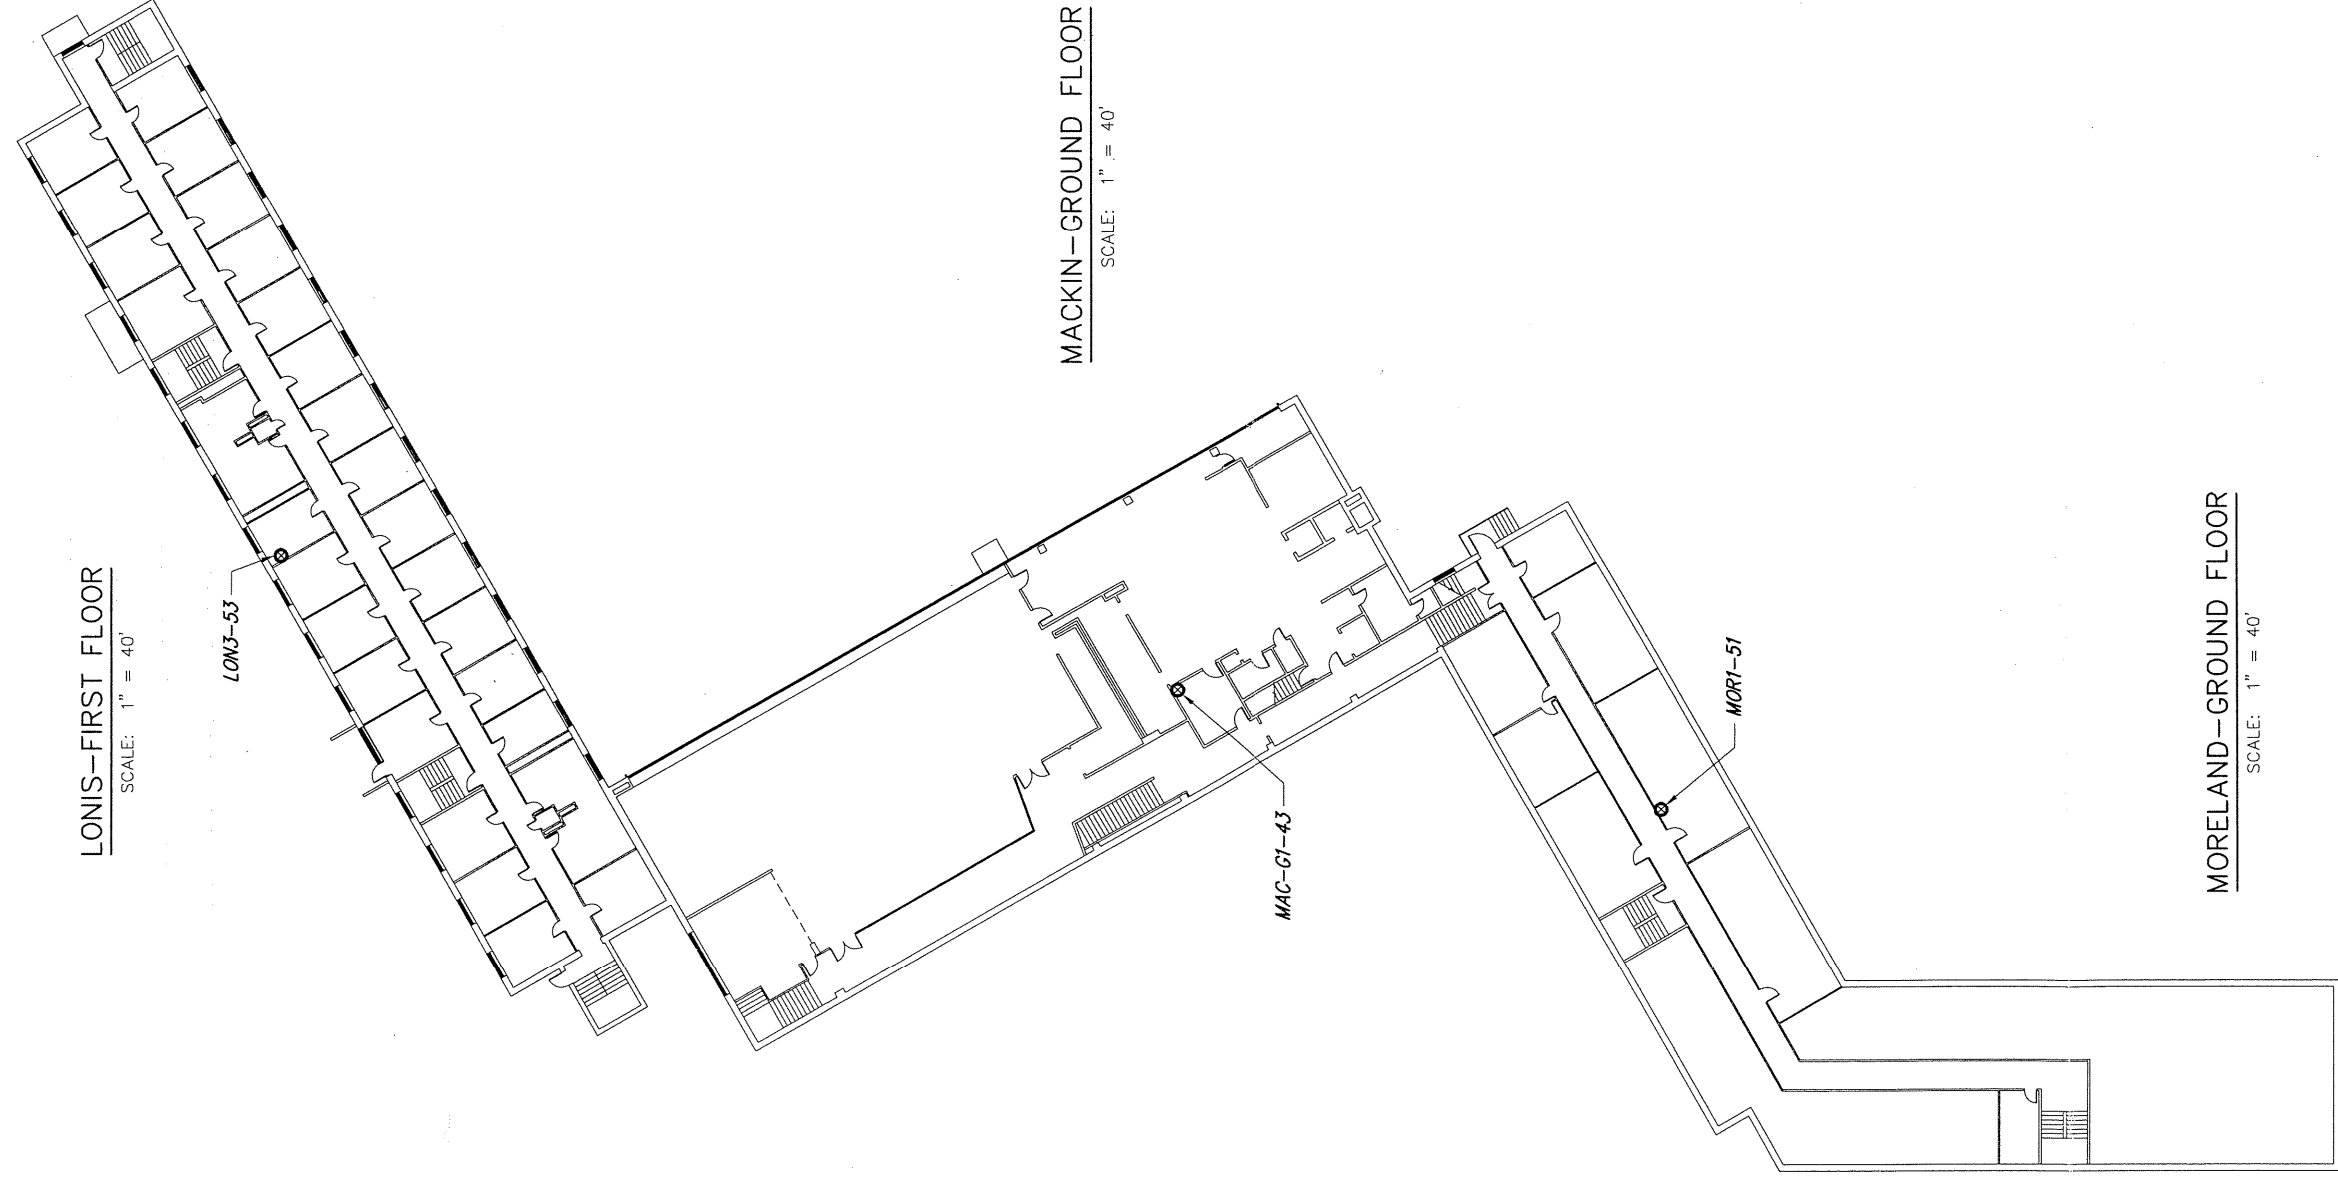 LONIS-FIRST FLOOR
SCALE: 1" = 40'
LON3-53
MACKIN-GROUND FLOOR
SCALE: 1" = 40'
MAC-G1-43
MOR1-51
MORELAND-GROUND FLOOR
SCALE: 1" = 40'